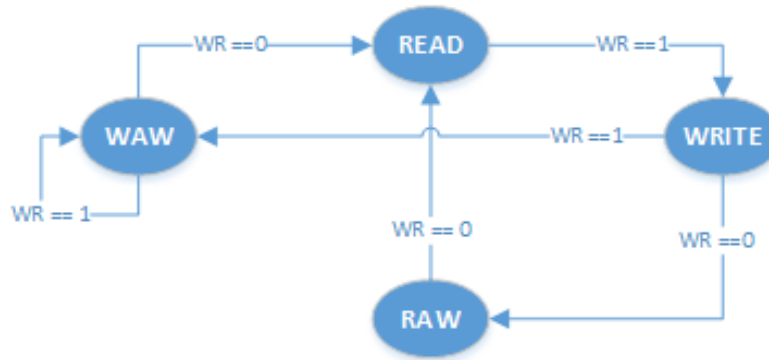 READ
WR ==0
WR ==1
WAW
WR ==1
WRITE
WR == 1
WR == 0
WR ==0
RAW